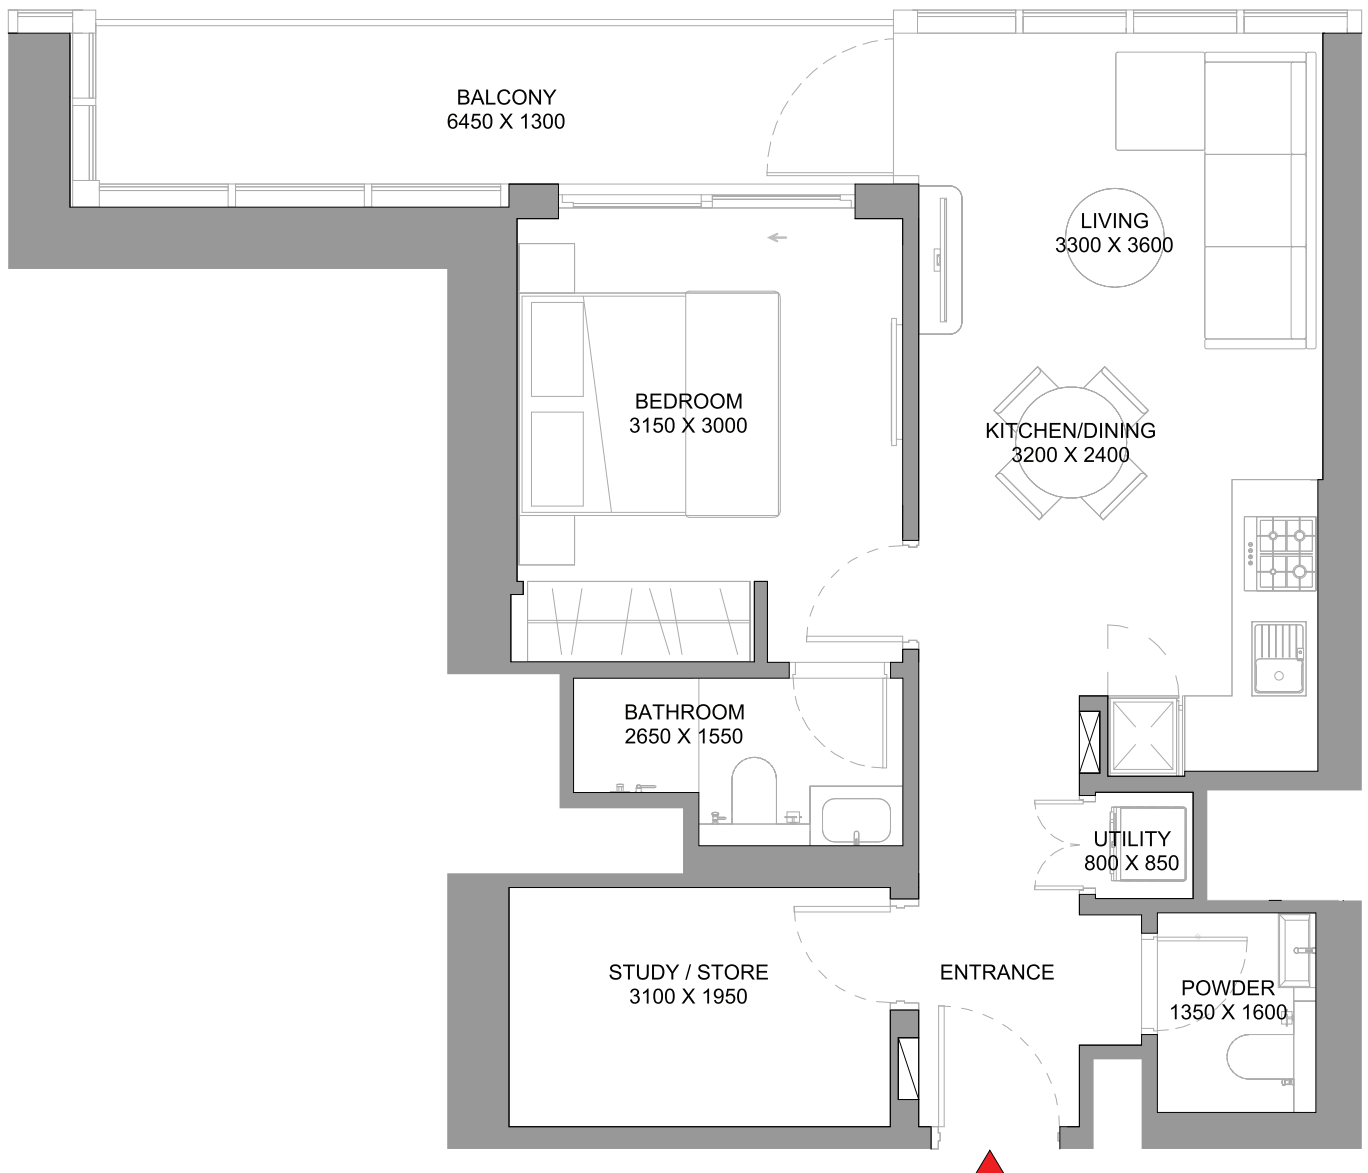 BALCONY
6450 X 1300
LIVING
3300 X 3600
BEDROOM
3150 X 3000
KITCHEN/DINING
3200 X 2400
BATHROOM
2650 X 1550
UTILITY
800 X 850
STUDY / STORE
3100 X 1950
ENTRANCE
POWDER
1350 X 1600